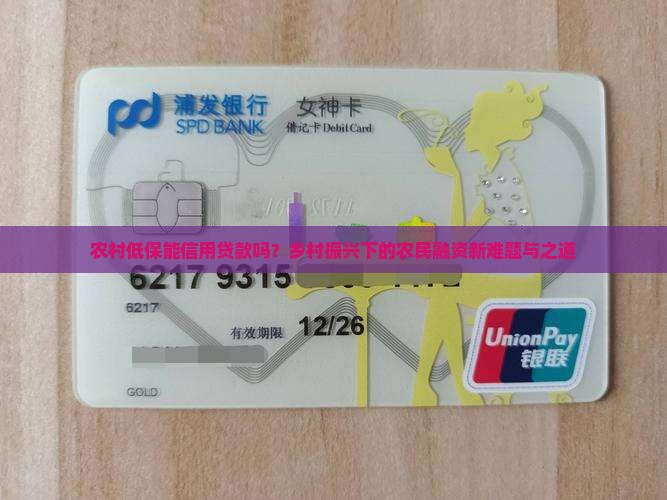 浦发银行
SPD BANK
女神卡
借记卡 Debit Card
农村低保能信用贷款吗？乡村振兴下的农民融资新难题与之道
6217 9315
6217
有效期限 12/26
GOLD
UnionPay
银联